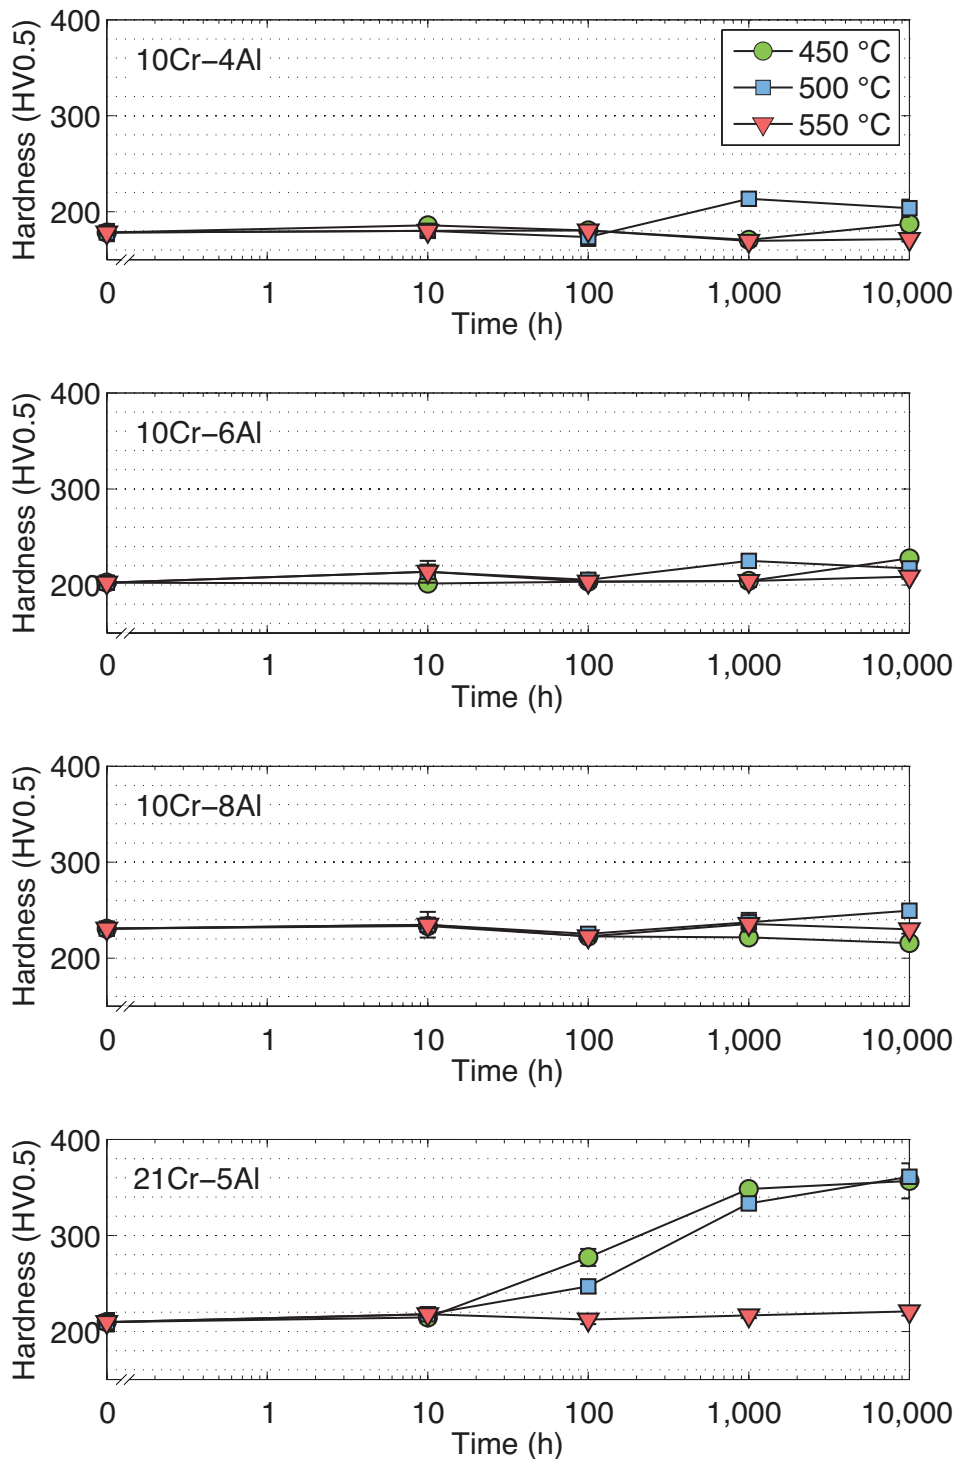 400
10Cr–4Al
450 °C
500 °C
550 °C
300
200
Hardness (HV0.5)
0 1 10 100 1,000 10,000
Time (h)
400
10Cr–6Al
300
200
Hardness (HV0.5)
0 1 10 100 1,000 10,000
Time (h)
400
10Cr–8Al
300
200
Hardness (HV0.5)
0 1 10 100 1,000 10,000
Time (h)
400
21Cr–5Al
300
200
Hardness (HV0.5)
0 1 10 100 1,000 10,000
Time (h)